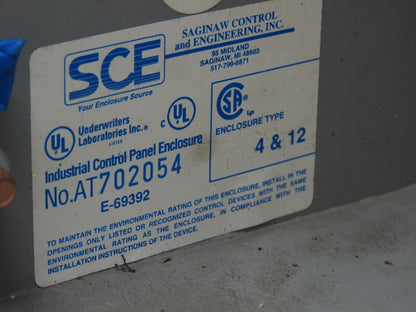 SCE
Your Enclosure Source
SAGINAW CONTROL
and ENGINEERING, INC.
95 MIDLAND
SAGINAW, MI 48603
517-799-6871
UL
Underwriters
Laboratories Inc.®
LISTED
C UL
Industrial Control Panel Enclosure
No.AT702054
E-69392
ENCLOSURE TYPE
4 & 12
TO MAINTAIN THE ENVIRONMENTAL RATING OF THIS ENCLOSURE, INSTALL IN THE
OPENINGS ONLY LISTED OR RECOGNIZED CONTROL DEVICES WITH THE SAME
ENVIRONMENTAL RATING AS THE ENCLOSURE, IN COMPLIANCE WITH THE
INSTALLATION INSTRUCTIONS OF THE DEVICE.